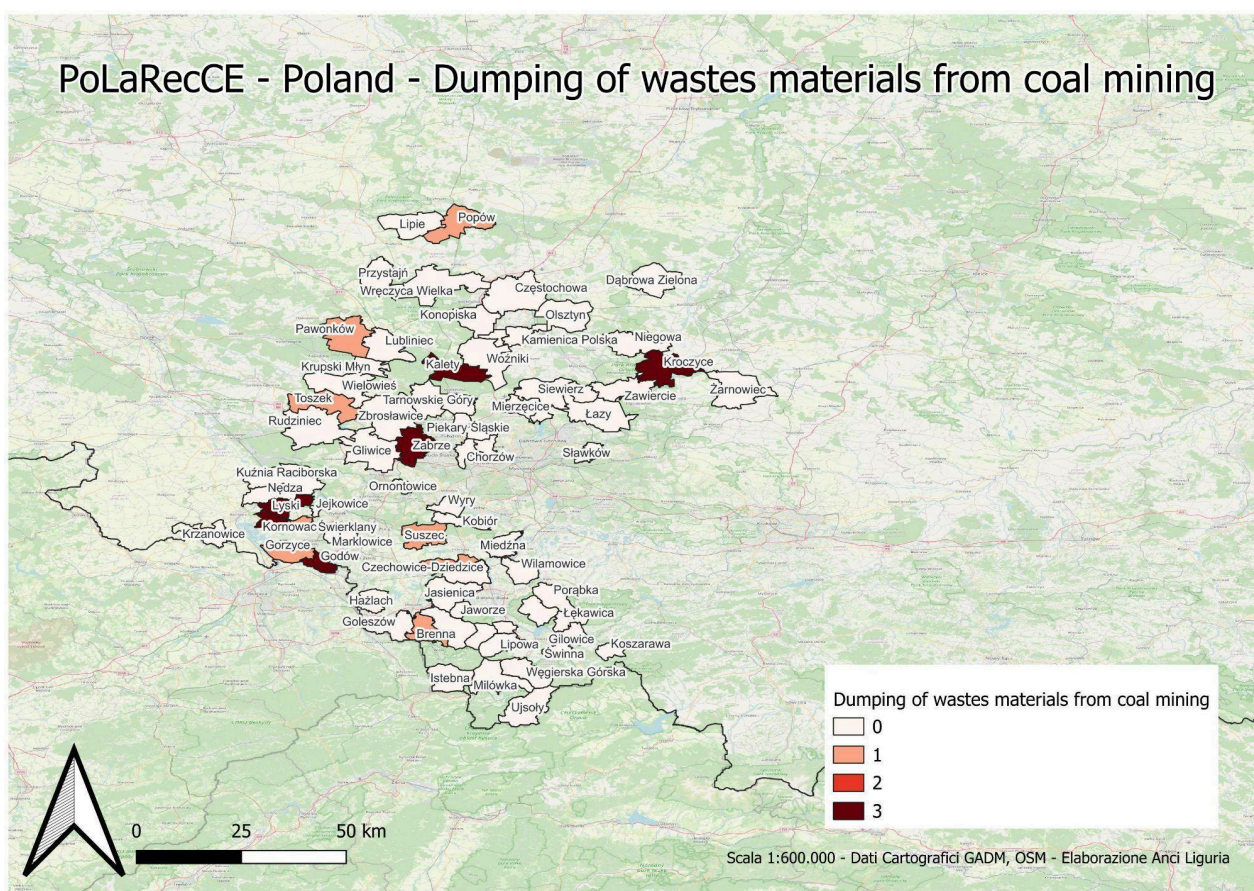 PoLaRecCE - Poland - Dumping of wastes materials from coal mining
Lipie
Popów
Przystajń
Wręczyca Wielka
Częstochowa
Dąbrowa Zielona
Konopiska
Olsztyn
Pawonków
Lubliniec
Kamienica Polska
Niegowa
Kalety
Woźniki
Kroczyce
Krupski Młyn
Wielowieś
Siewierz
Zawiercie
Żarnowiec
Toszek
Tarnowskie Góry
Mierzęcice
Łazy
Rudziniec
Zbrosławice
Piekary Śląskie
Zabrze
Gliwice
Chorzów
Sławków
Kuźnia Raciborska
Nędza
Ornontowice
Lyski
Jejkowice
Wyry
Kornowac
Świerklany
Kobiór
Krzanowice
Marklowice
Suszec
Gorzyce
Godów
Miedźna
Czechowice-Dziedzice
Wilamowice
Jasienica
Porąbka
Hażlach
Jaworze
Łękawica
Goleszów
Brenna
Lipowa
Gilowice
Koszarawa
Świnna
Istebna
Milówka
Węgierska Górska
Ujsoły
Dumping of wastes materials from coal mining
0
1
2
3
0 25 50 km
Scala 1:600.000 - Dati Cartografici GADM, OSM - Elaborazione Anci Liguria